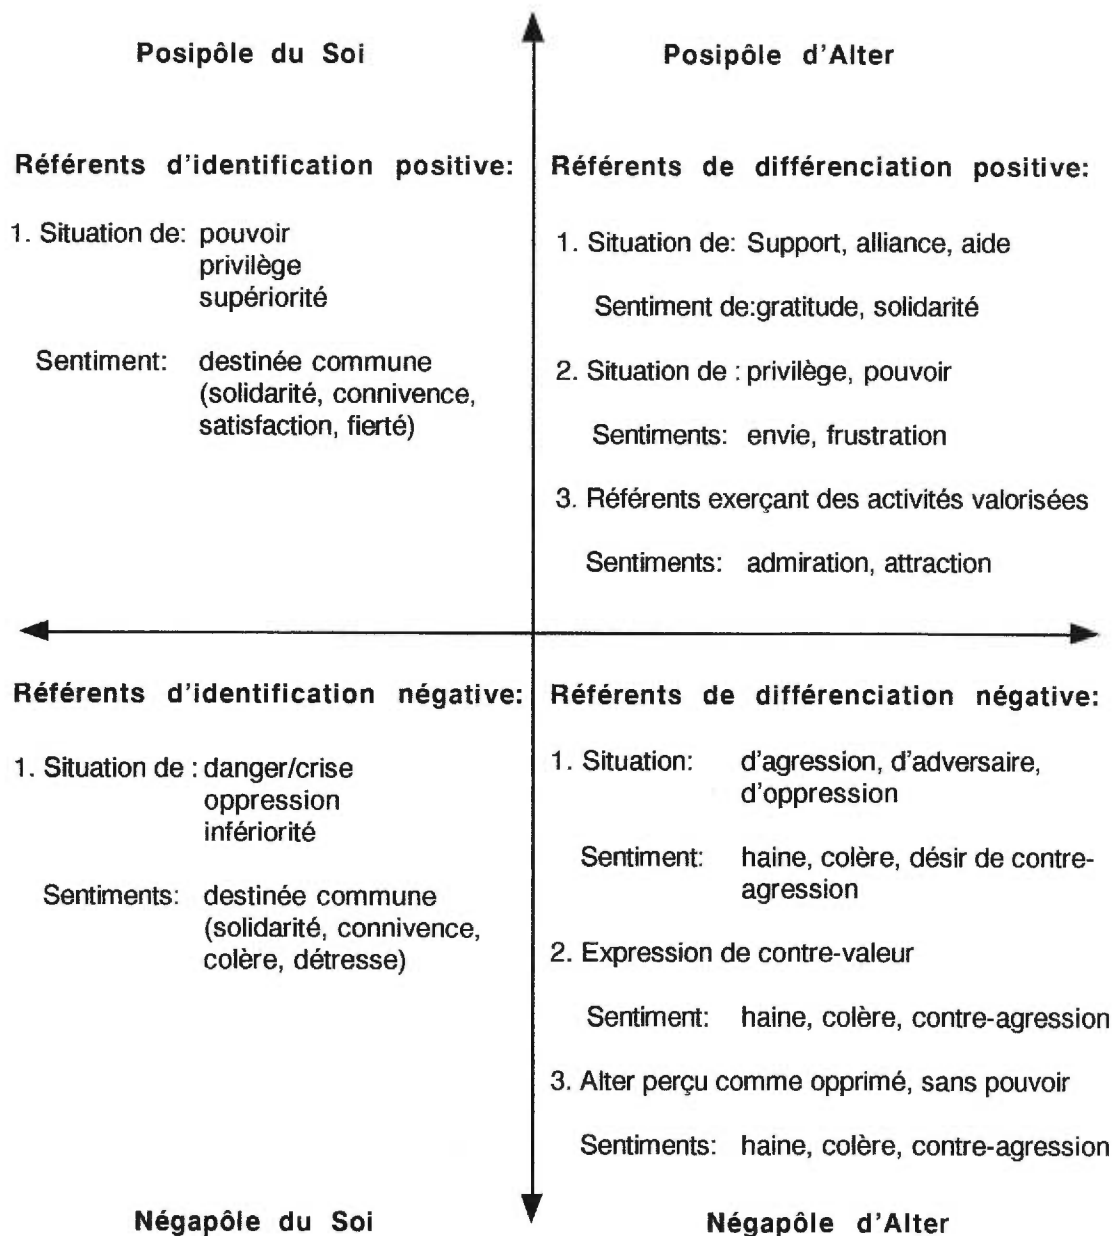 Posipôle du Soi
Référents d'identification positive:
1. Situation de: pouvoir
privilège
supériorité
Sentiment: destinée commune
(solidarité, connivence,
satisfaction, fierté)
Posipôle d'Alter
Référents de différenciation positive:
1. Situation de: Support, alliance, aide
Sentiment de:gratitude, solidarité
2. Situation de : privilège, pouvoir
Sentiments: envie, frustration
3. Référents exerçant des activités valorisées
Sentiments: admiration, attraction
Référents d'identification négative:
1. Situation de : danger/crise
oppression
infériorité
Sentiments: destinée commune
(solidarité, connivence,
colère, détresse)
Négapôle du Soi
Référents de différenciation négative:
1. Situation: d'agression, d'adversaire,
d'oppression
Sentiment: haine, colère, désir de contre-
agression
2. Expression de contre-valeur
Sentiment: haine, colère, contre-agression
3. Alter perçu comme opprimé, sans pouvoir
Sentiments: haine, colère, contre-agression
Négapôle d'Alter